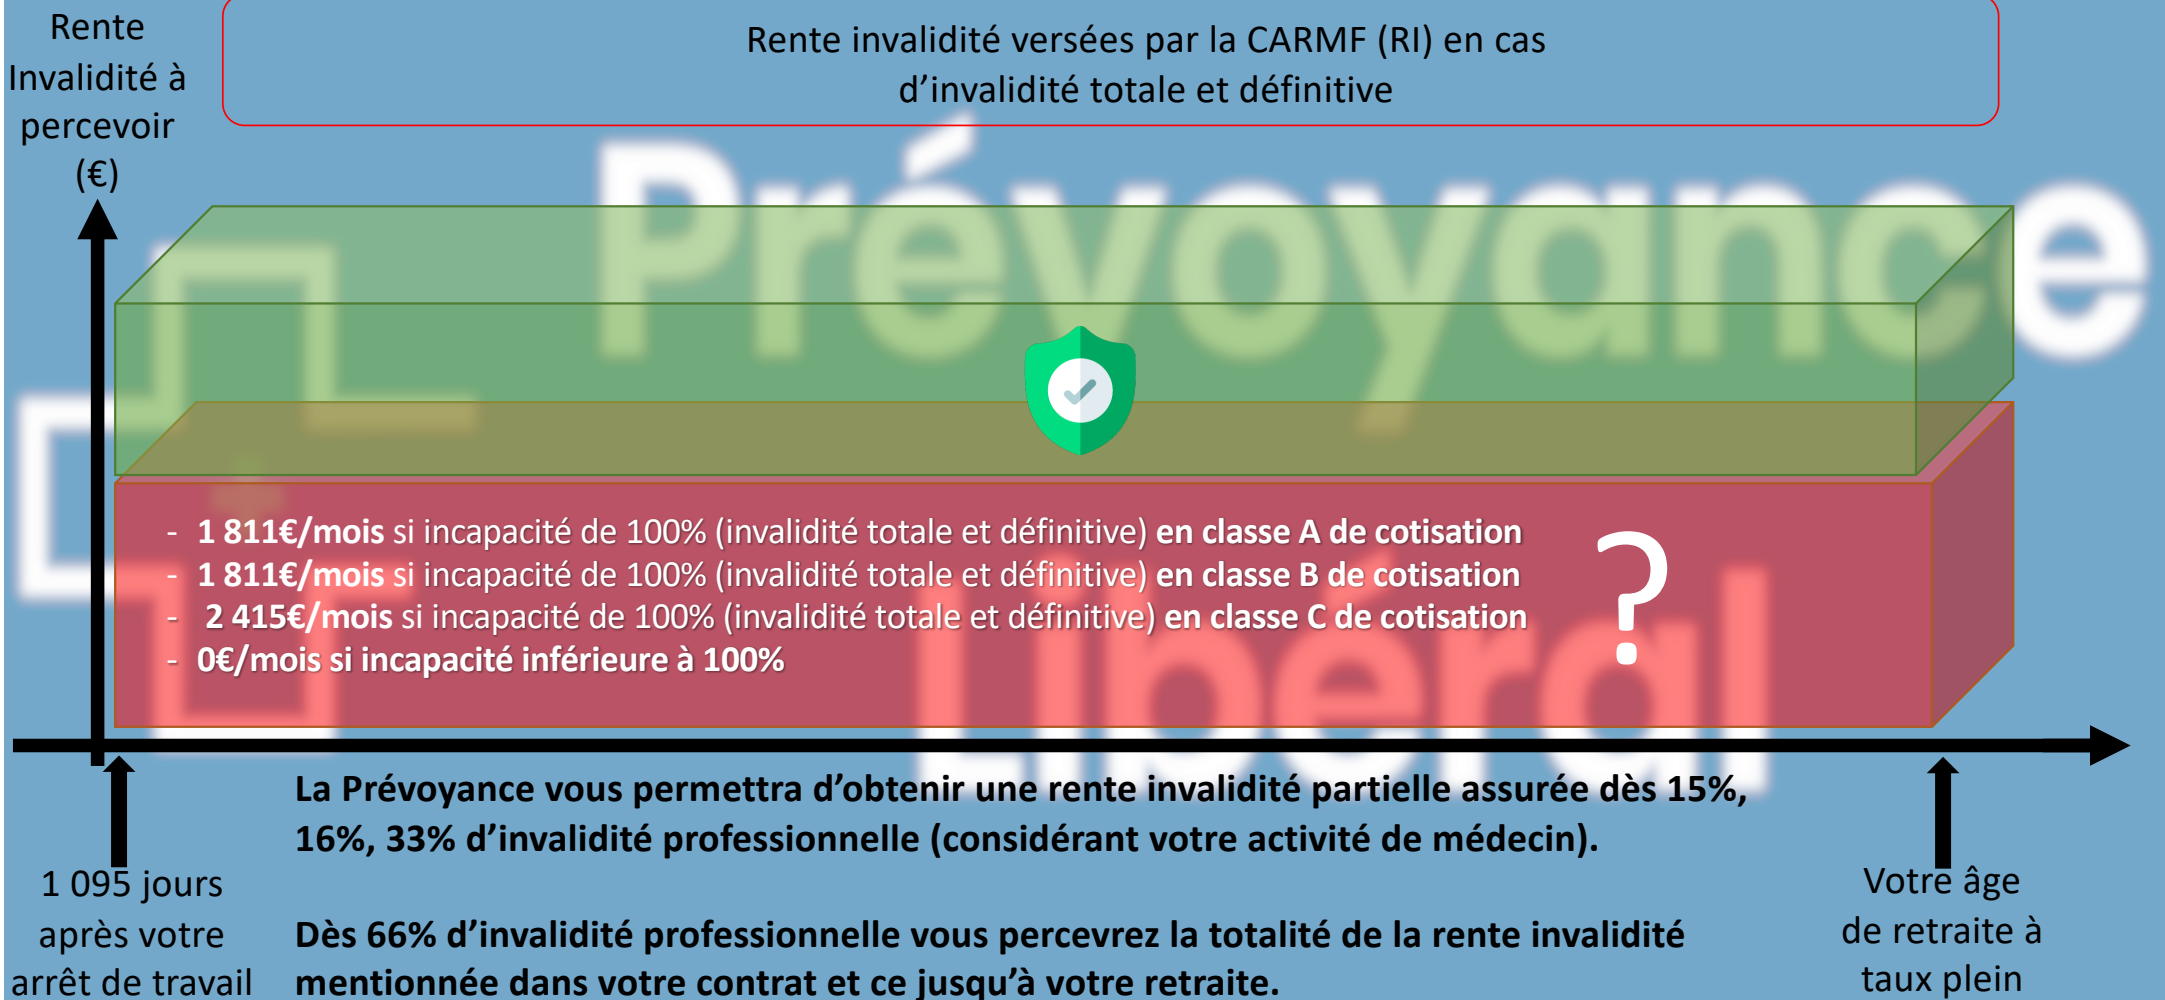 Rente
Invalidité à
percevoir
(€)
Rente invalidité versées par la CARMF (RI) en cas
d’invalidité totale et définitive
Prévoyance
Libéral
- 1 811€/mois si incapacité de 100% (invalidité totale et définitive) en classe A de cotisation
- 1 811€/mois si incapacité de 100% (invalidité totale et définitive) en classe B de cotisation
- 2 415€/mois si incapacité de 100% (invalidité totale et définitive) en classe C de cotisation
- 0€/mois si incapacité inférieure à 100%
?
La Prévoyance vous permettra d’obtenir une rente invalidité partielle assurée dès 15%,
16%, 33% d’invalidité professionnelle (considérant votre activité de médecin).
Dès 66% d’invalidité professionnelle vous percevrez la totalité de la rente invalidité
mentionnée dans votre contrat et ce jusqu’à votre retraite.
1 095 jours
après votre
arrêt de travail
Votre âge
de retraite à
taux plein